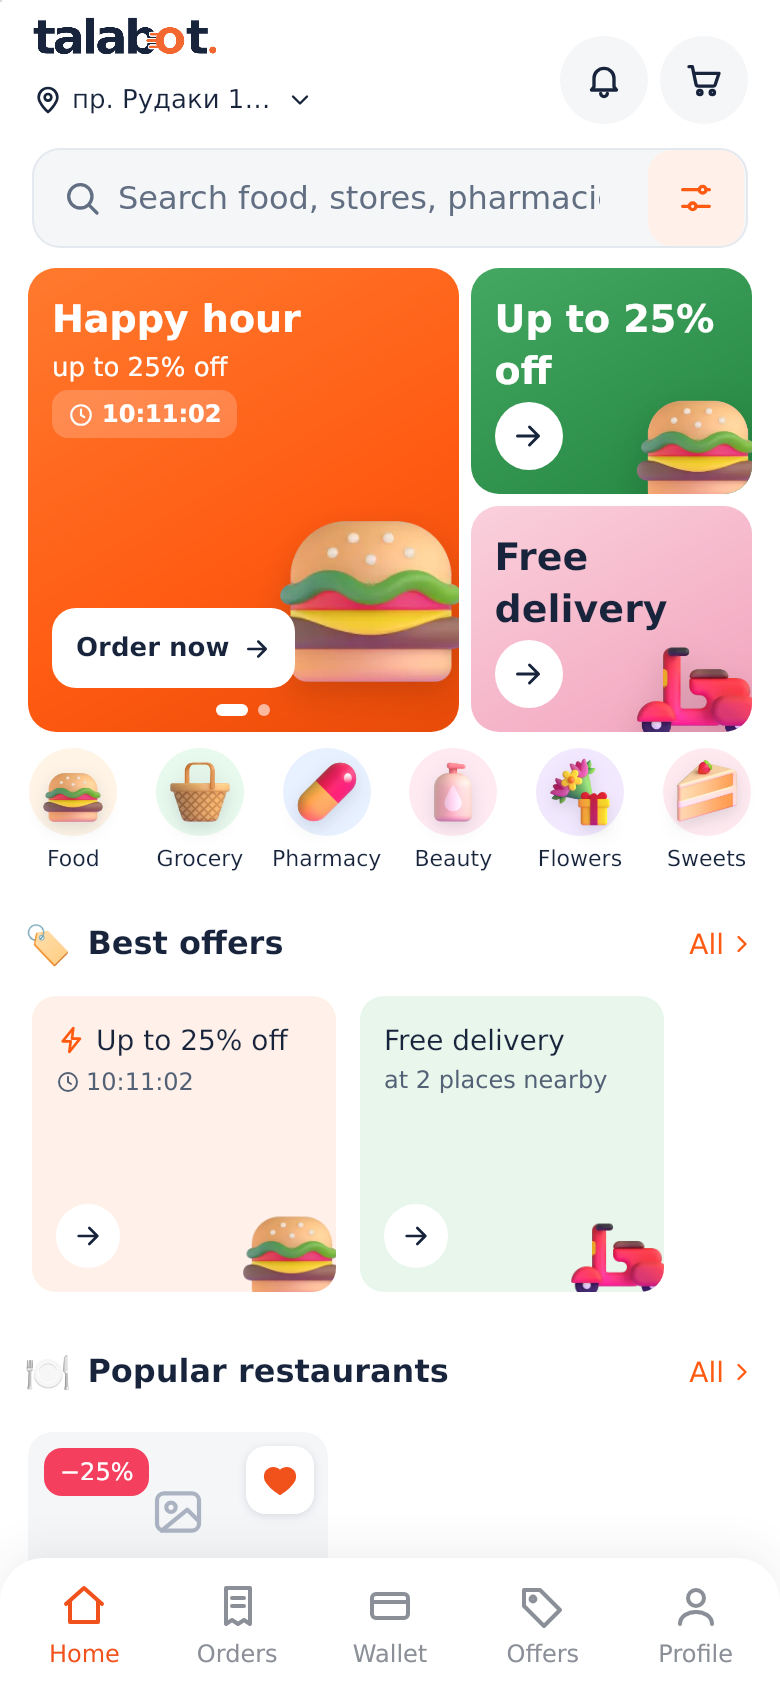 talabot.
пр. Рудаки 1...
Search food, stores, pharmaci
Happy hour
up to 25% off
10:11:02
Order now
Up to 25%
off
Free
delivery
Food
Grocery
Pharmacy
Beauty
Flowers
Sweets
Best offers
All
Up to 25% off
10:11:02
Free delivery
at 2 places nearby
Popular restaurants
All
−25%
Home
Orders
Wallet
Offers
Profile